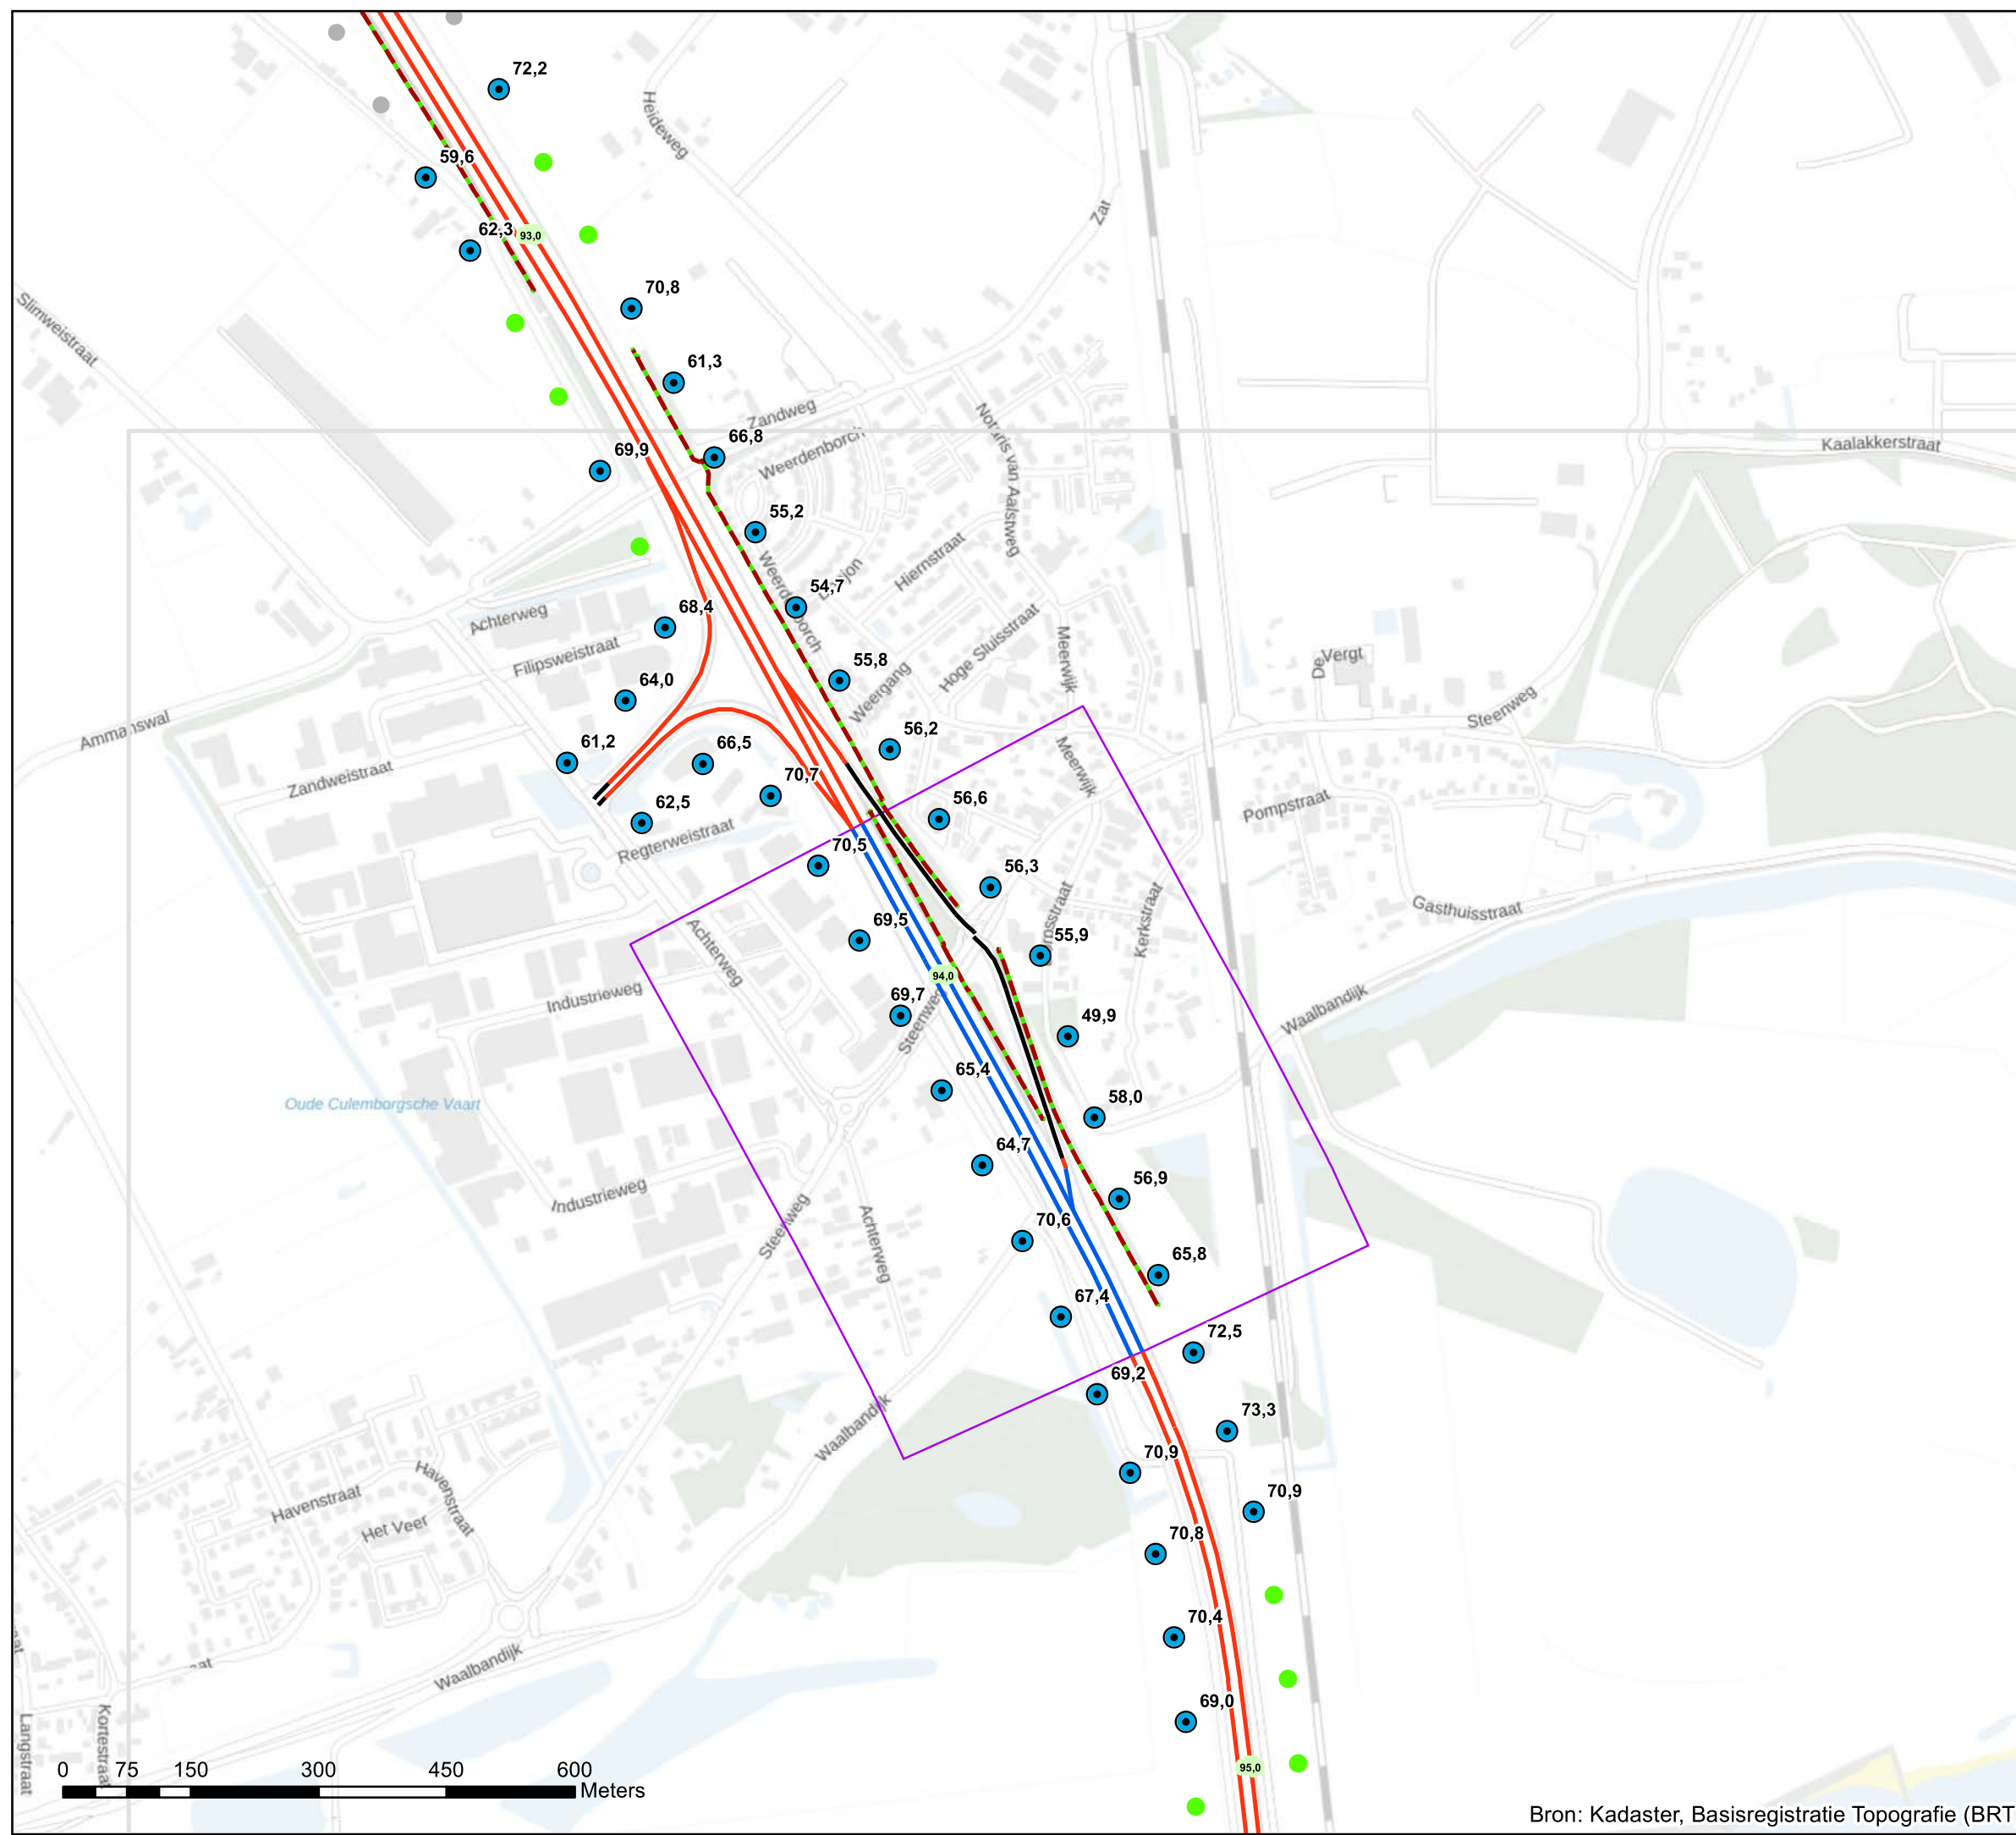 72,2
Heideweg
59,6
62,3
93,0
Zat
Slimweistraat
70,8
61,3
Zandweg
66,8
Weerdenborch
Notaris van Aalstweg
Kaalakkerstraat
69,9
55,2
Hiernstraat
Weerdenborch
54,7
68,4
Achterweg
Filipsweistraat
Hoge Sluisstraat
Meerwijk
De Vergt
55,8
64,0
Weergang
Steenweg
Ammanswal
56,2
61,2
66,5
Zandweistraat
70,7
Meerwijk
Pompstraat
62,5
56,6
Regterweistraat
70,5
56,3
Gasthuisstraat
69,5
Achterweg
Kerkstraat
55,9
94,0
Industrieweg
69,7
Steenweg
49,9
Waalbandijk
65,4
Oude Culemborgsche Vaart
58,0
64,7
56,9
Industrieweg
Steenweg
Achterweg
70,6
65,8
67,4
72,5
69,2
73,3
Waalbandijk
70,9
Havenstraat
Havenstraat
Het Veer
70,9
70,8
70,4
Waalbandijk
aat
69,0
Langstraat
Kortestraat
95,0
0 75 150 300 450 600
Meters
Bron: Kadaster, Basisregistratie Topografie (BRT